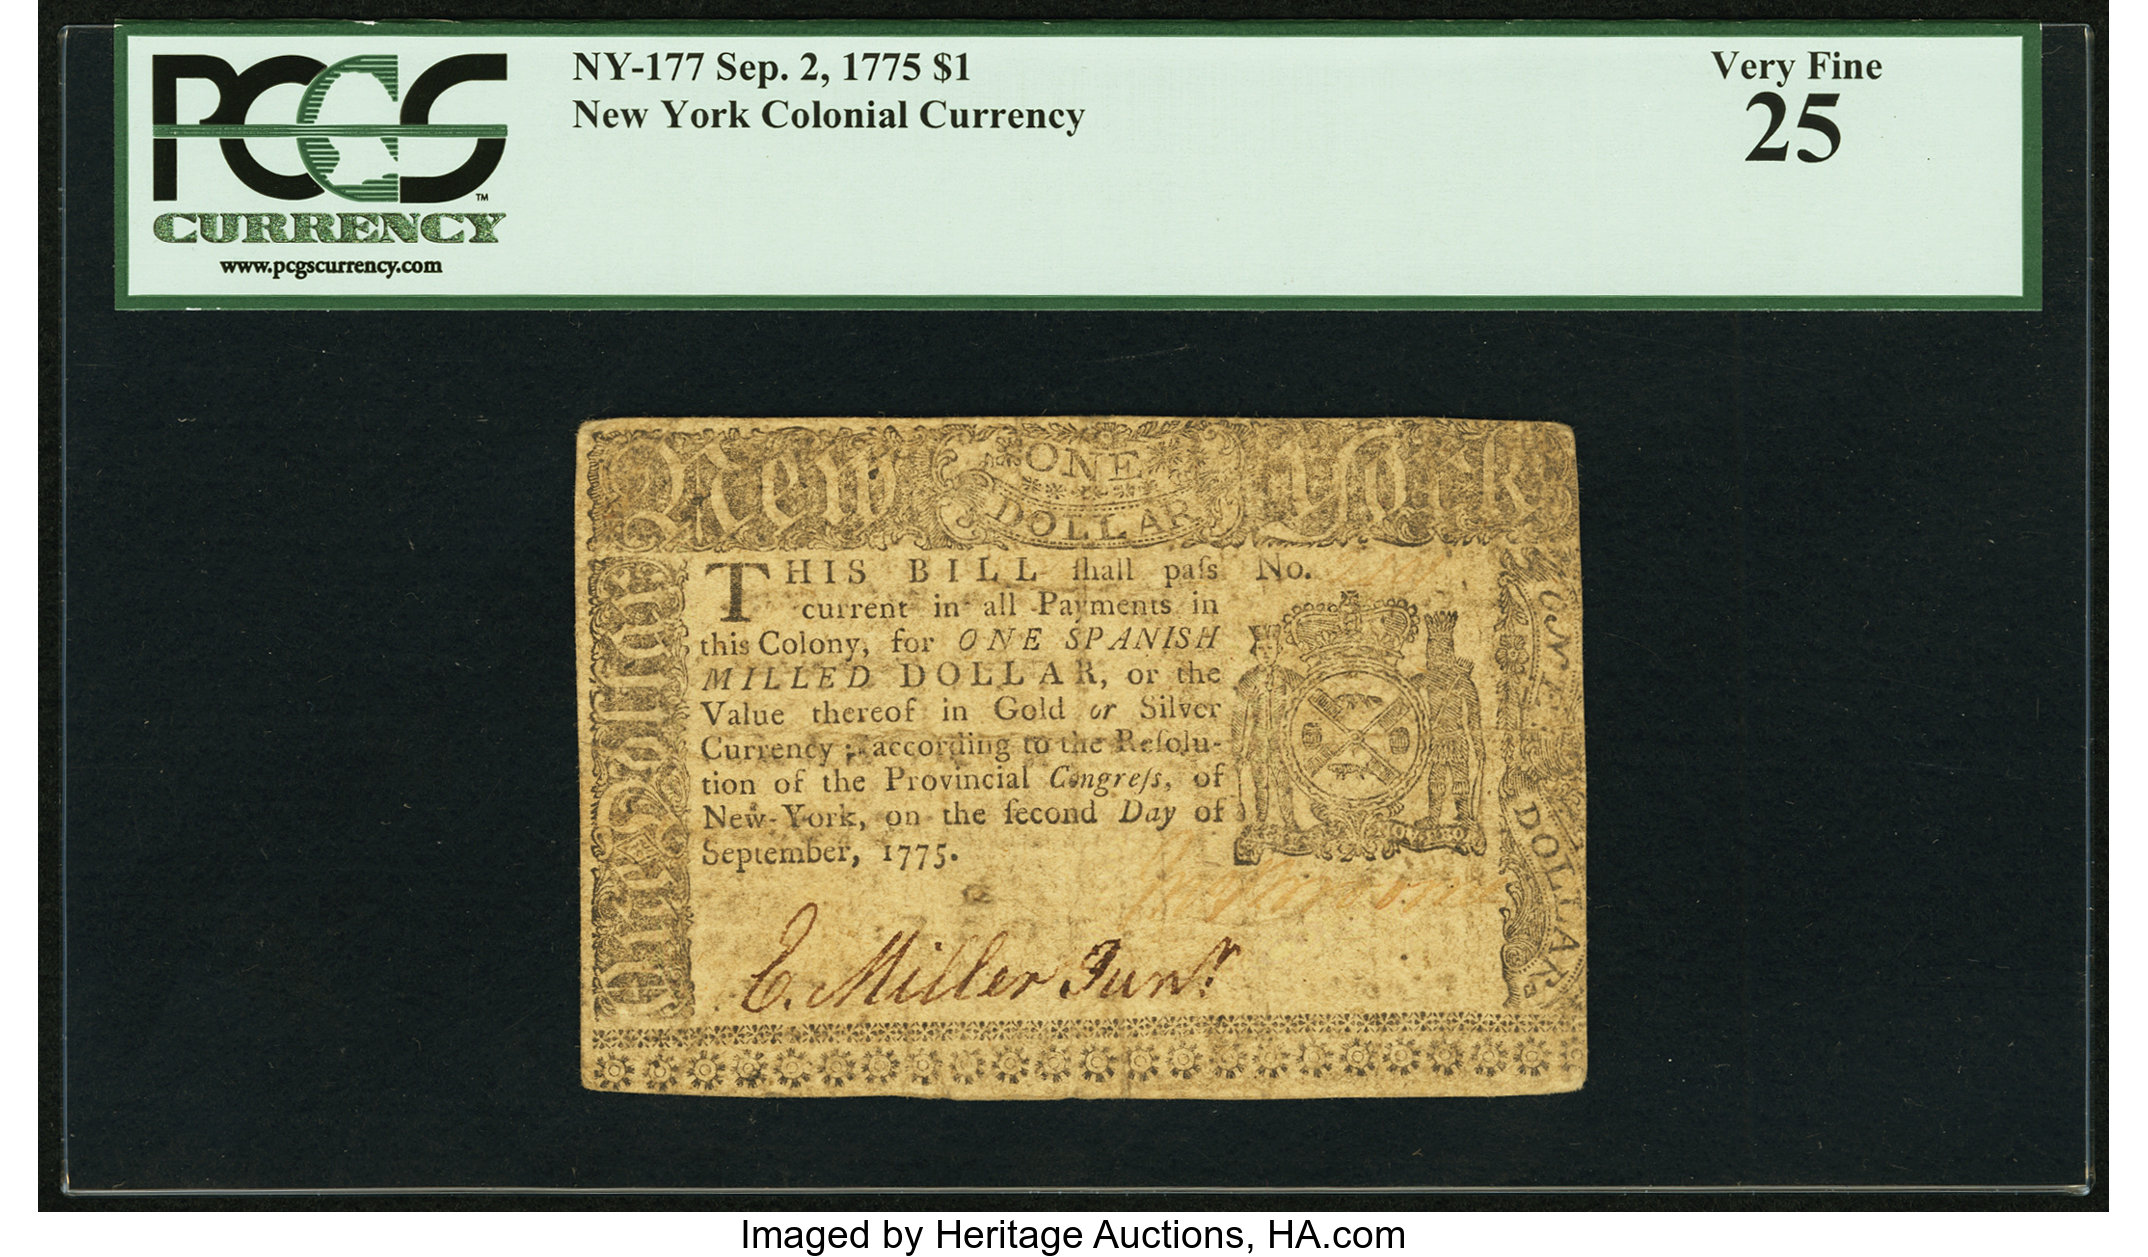 PCGS™
CURRENCY
www.pcgscurrency.com
NY-177 Sep. 2, 1775 $1
New York Colonial Currency
Very Fine
25
New ONE York
DOLLAR
THIS BILL ſhall paſs No.
current in all Payments in
this Colony, for ONE SPANISH
MILLED DOLLAR, or the
Value thereof in Gold or Silver
Currency; according to the Reſolu-
tion of the Provincial Congreſs, of
New-York, on the ſecond Day of
September, 1775.
ONE
DOLLAR
E. Miller Junr
Imaged by Heritage Auctions, HA.com